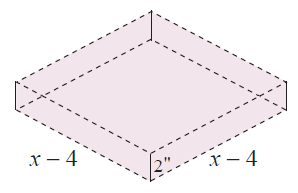 x – 4
2"
x – 4